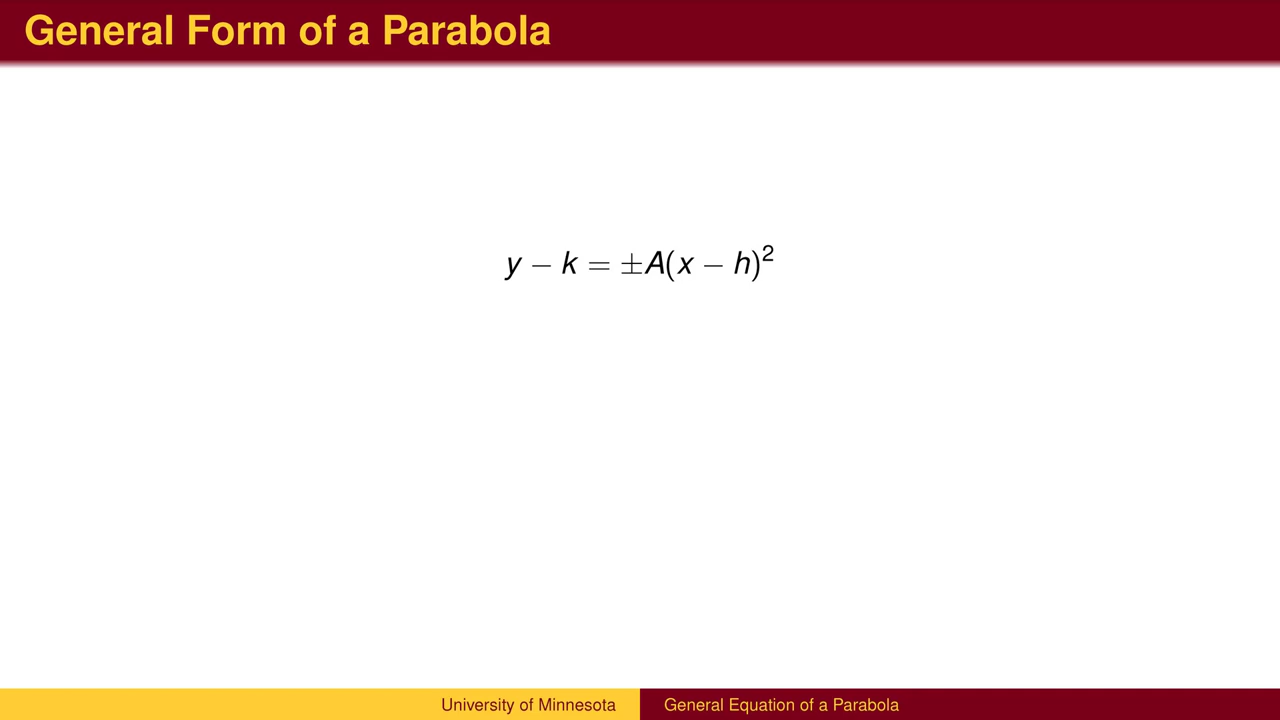 General Form of a Parabola
y − k = ±A(x − h)²
University of Minnesota
General Equation of a Parabola